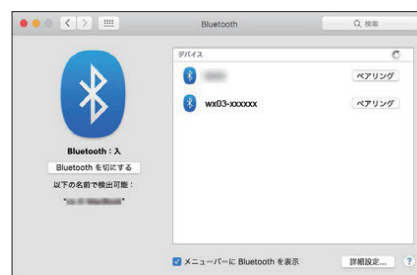 Bluetooth
検索
デバイス
ペアリング
wx03-xxxxxx
ペアリング
Bluetooth：入
Bluetooth を切にする
以下の名前で検出可能：
メニューバーに Bluetooth を表示
詳細設定...
?